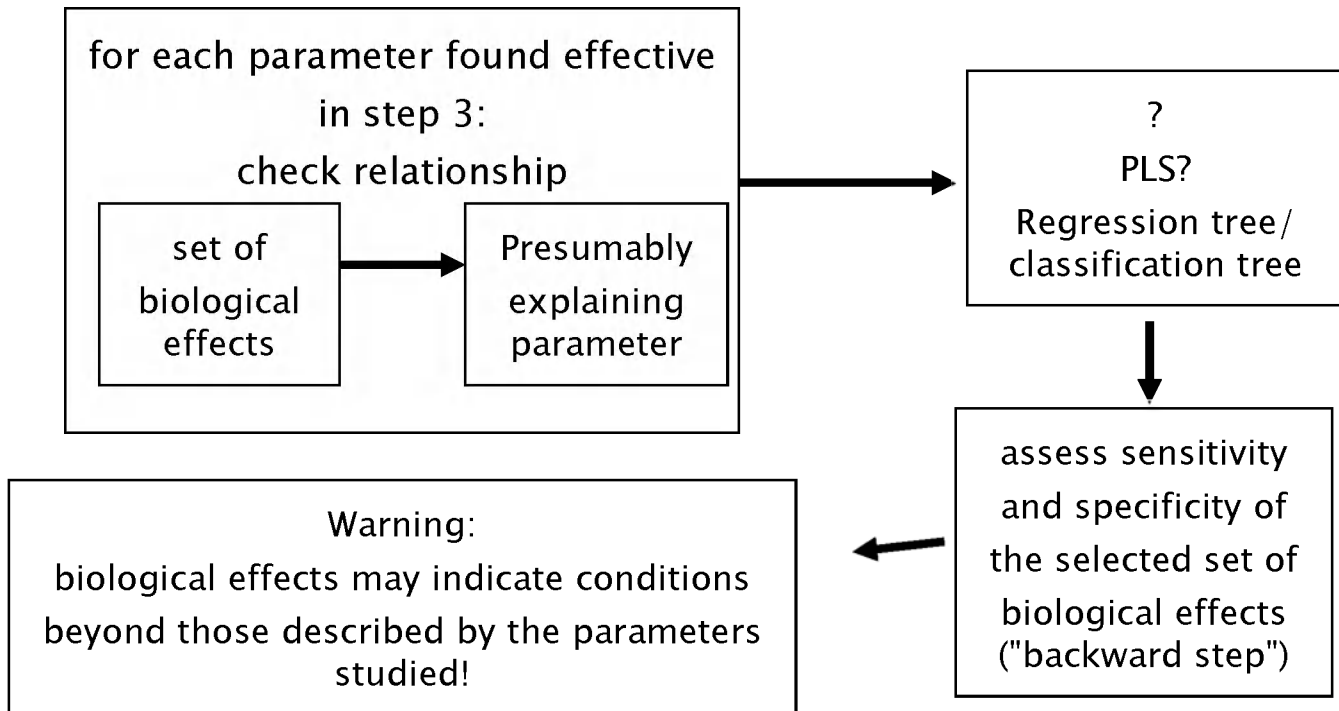 for each parameter found effective
in step 3:
check relationship
set of
biological
effects
Presumably
explaining
parameter
?
PLS?
Regression tree/
classification tree
assess sensitivity
and specificity of
the selected set of
biological effects
("backward step")
Warning:
biological effects may indicate conditions
beyond those described by the parameters
studied!